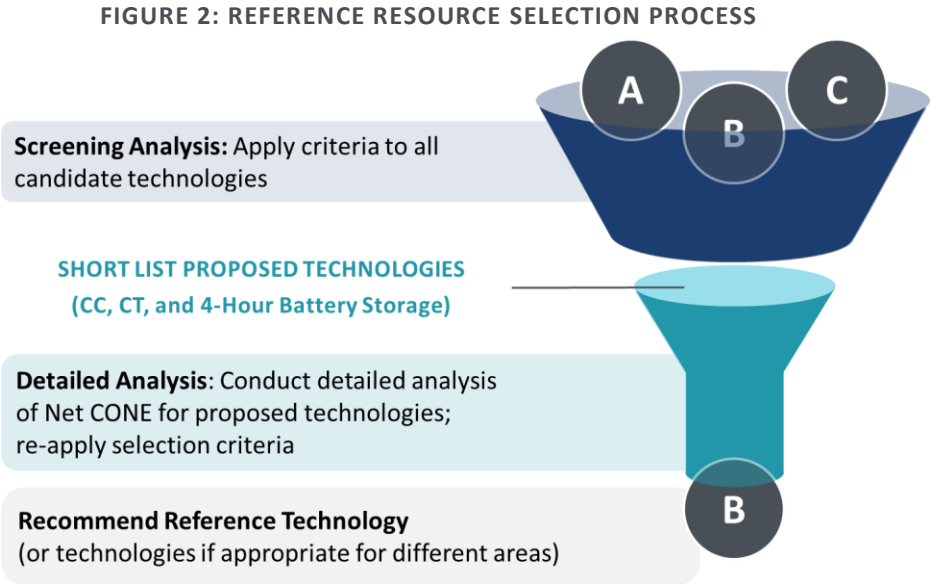 FIGURE 2: REFERENCE RESOURCE SELECTION PROCESS
A
B
C
Screening Analysis: Apply criteria to all
candidate technologies
SHORT LIST PROPOSED TECHNOLOGIES
(CC, CT, and 4-Hour Battery Storage)
Detailed Analysis: Conduct detailed analysis
of Net CONE for proposed technologies;
re-apply selection criteria
B
Recommend Reference Technology
(or technologies if appropriate for different areas)